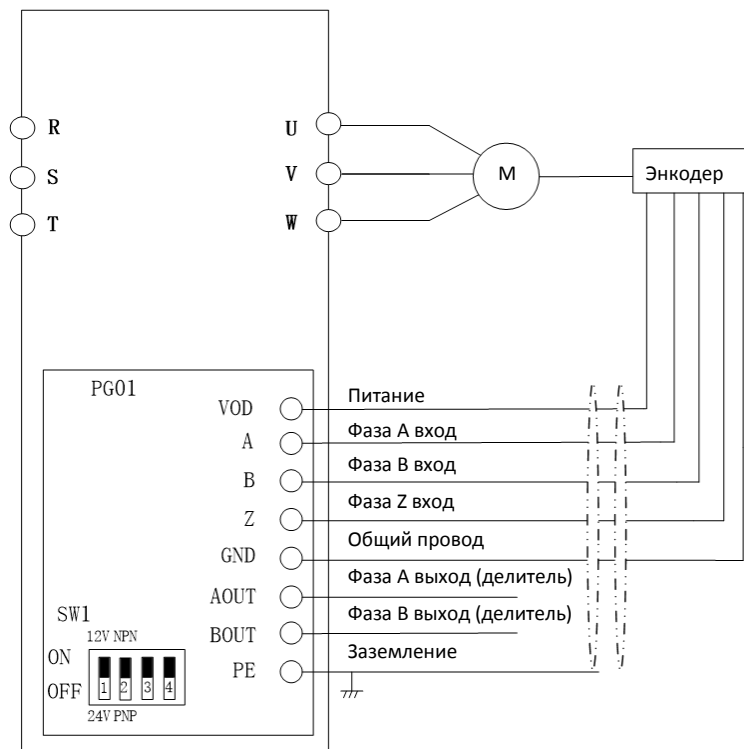 R
U
S
V
M
Энкодер
T
W
PG01
VOD
Питание
A
Фаза A вход
B
Фаза B вход
Z
Фаза Z вход
GND
Общий провод
AOUT
Фаза A выход (делитель)
SW1
BOUT
Фаза B выход (делитель)
12V NPN
ON
PE
Заземление
OFF
1 2 3 4
24V PNP